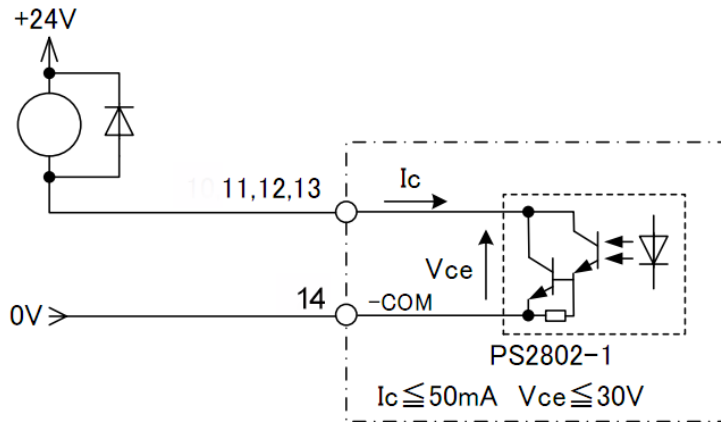 +24V
11,12,13
Ic
Vce
14
-COM
0V
PS2802-1
Ic≦50mA Vce≦30V